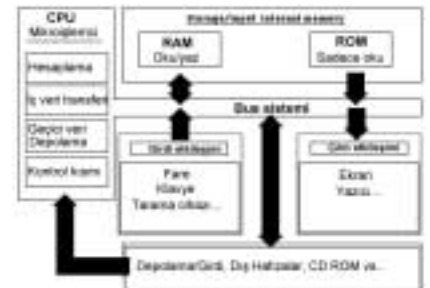 CPU
Mikroişlemci
Hesaplama
İç veri transferi
Geçici veri
Depolama
Kontrol kısmı
RAM
Oku/yaz
ROM
Sadece oku
Bus sistemi
Fare
Klavye
Tarama cihazı...
Ekran
Yazıcı...
Depolama/Girdi, Dış Hafızalar, CD ROM vs...